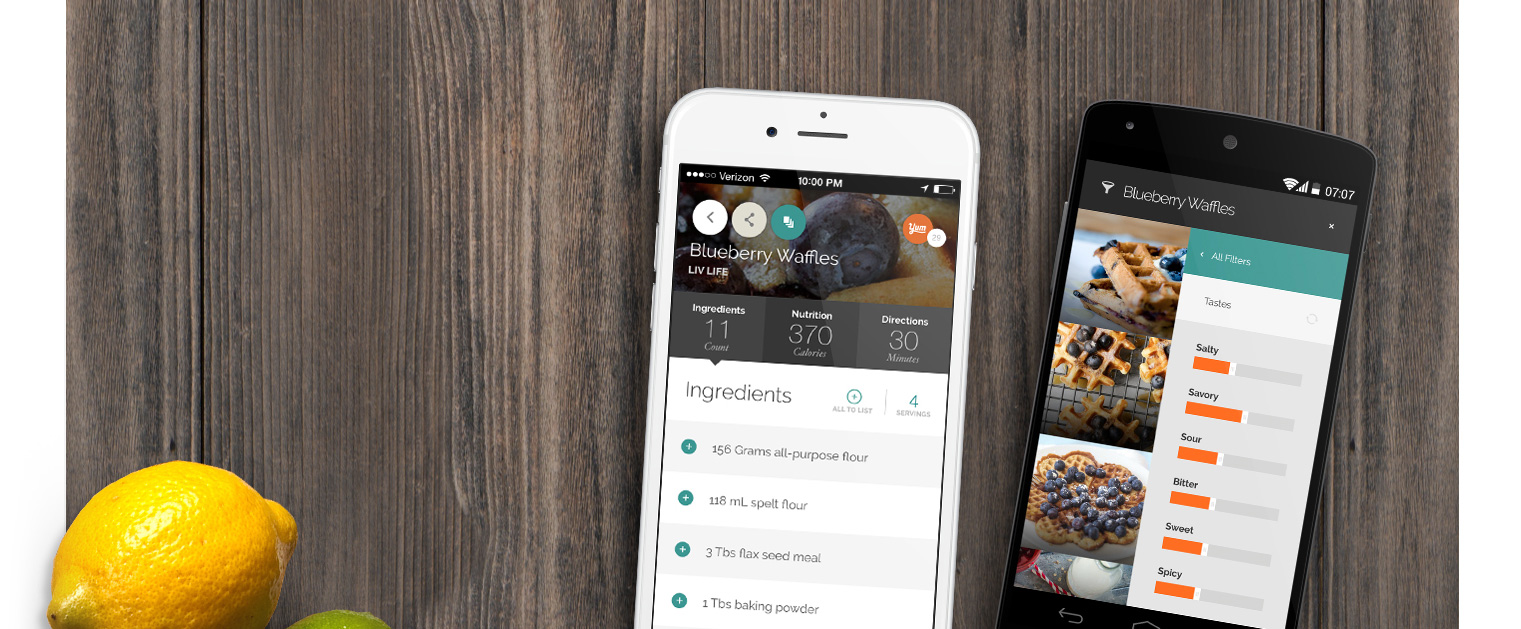 Verizon
10:00 PM
Yum
29
Blueberry Waffles
LIV LIFE
Ingredients
11
Count
Nutrition
370
Calories
Directions
30
Minutes
Ingredients
ALL TO LIST
4
SERVINGS
156 Grams all-purpose flour
118 mL spelt flour
3 Tbs flax seed meal
1 Tbs baking powder
07:07
Blueberry Waffles
×
All Filters
Tastes
Salty
Savory
Sour
Bitter
Sweet
Spicy